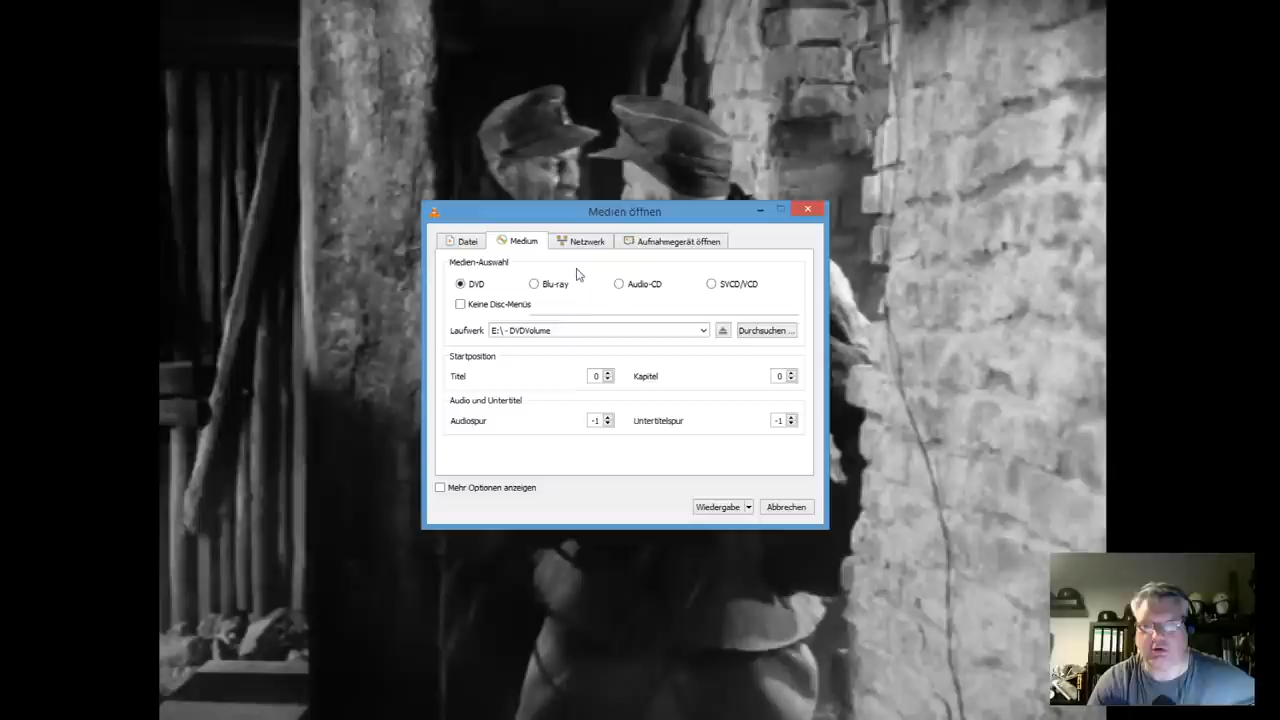 Medien öffnen
Datei Medium Netzwerk Aufnahmegerät öffnen
Medien-Auswahl
DVD Blu-ray Audio-CD SVCD/VCD
Keine Disc-Menüs
Laufwerk E:\ - DVDVolume Durchsuchen ...
Startposition
Titel 0 Kapitel 0
Audio und Untertitel
Audiospur -1 Untertitelspur -1
Mehr Optionen anzeigen
Wiedergabe Abbrechen